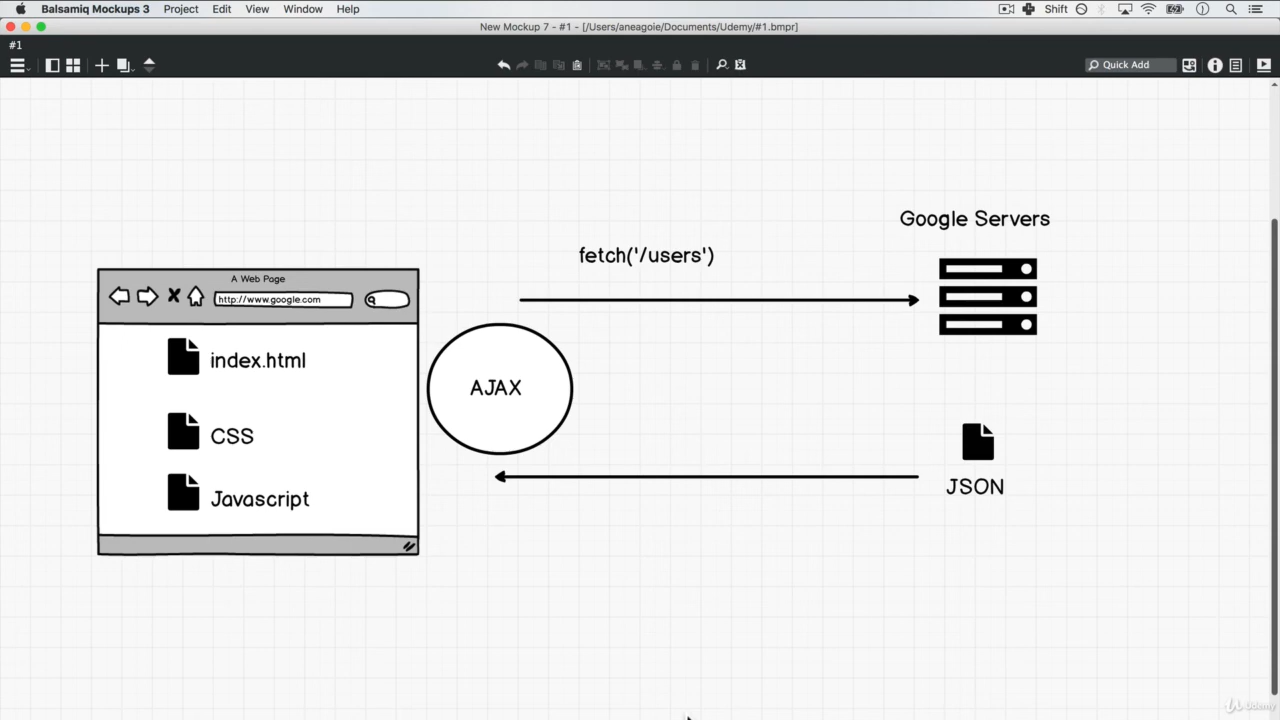 Balsamiq Mockups 3 Project Edit View Window Help Shift
New Mockup 7 - #1 - [/Users/aneagoie/Documents/Udemy/#1.bmpr]
#1
Quick Add
Google Servers
fetch('/users')
A Web Page
http://www.google.com
index.html
AJAX
CSS
JSON
Javascript
Udemy